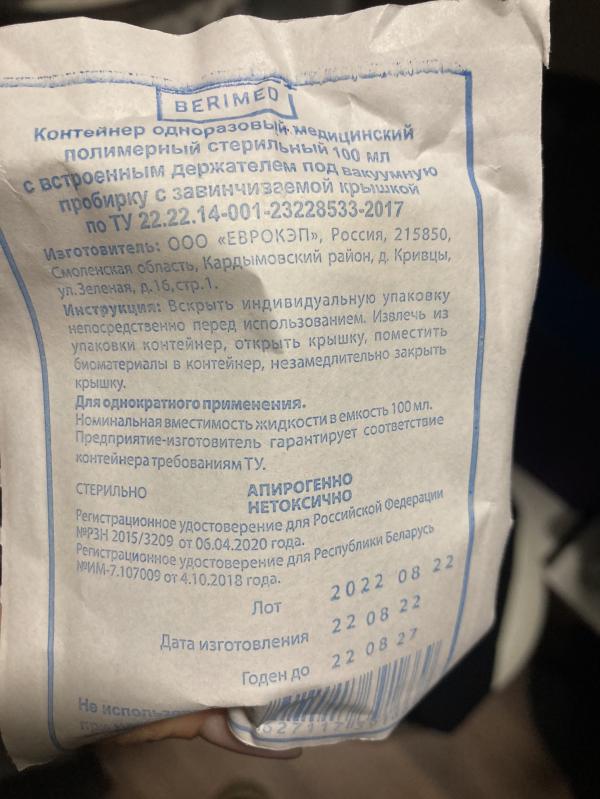 BERIMED
Контейнер одноразовый медицинский
полимерный стерильный 100 мл
с встроенным держателем под вакуумную
пробирку с завинчиваемой крышкой
по ТУ 22.22.14-001-23228533-2017
Изготовитель: ООО «ЕВРОКЭП», Россия, 215850,
Смоленская область, Кардымовский район, д. Кривцы,
ул.Зеленая, д.16,стр.1.
Инструкция: Вскрыть индивидуальную упаковку
непосредственно перед использованием. Извлечь из
упаковки контейнер, открыть крышку, поместить
биоматериалы в контейнер, незамедлительно закрыть
крышку.
Для однократного применения.
Номинальная вместимость жидкости в емкость 100 мл.
Предприятие-изготовитель гарантирует соответствие
контейнера требованиям ТУ.
СТЕРИЛЬНО
АПИРОГЕННО
НЕТОКСИЧНО
Регистрационное удостоверение для Российской Федерации
№РЗН 2015/3209 от 06.04.2020 года.
Регистрационное удостоверение для Республики Беларусь
№ИМ-7.107009 от 4.10.2018 года.
Лот 2022 08 22
Дата изготовления 22 08 22
Годен до 22 08 27
Не